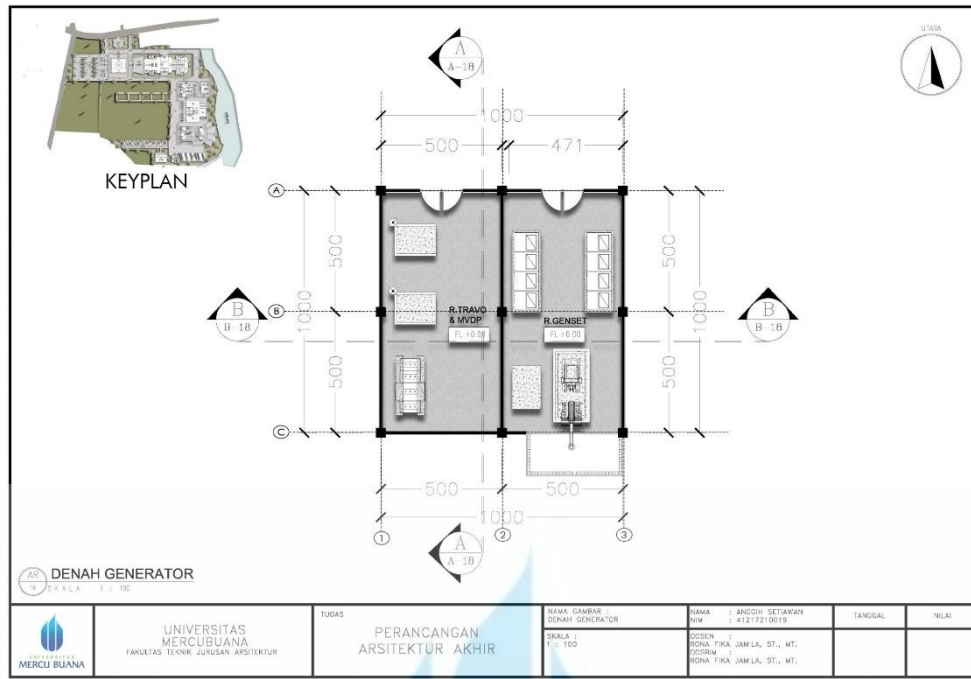 UTARA
KEYPLAN
A
A-18
1000
500
471
A
B
C
500
1000
500
500
1000
500
B
B-18
B
B-18
R.TRAVO
& MVDP
FL +0.00
R.GENSET
FL +0.00
500
500
1000
1
2
3
A
A-18
AR
DENAH GENERATOR
SKALA 1 : 100
UNIVERSITAS
MERCU BUANA
UNIVERSITAS
MERCUBUANA
FAKULTAS TEKNIK JURUSAN ARSITEKTUR
TUGAS
PERANCANGAN
ARSITEKTUR AKHIR
NAMA GAMBAR :
DENAH GENERATOR
SKALA :
1 : 100
NAMA : ANGGIH SETIAWAN
NIM : 41217210019
DOSEN :
RONA FIKA JAMILA, ST., MT.
DOSBIM :
RONA FIKA JAMILA, ST., MT.
TANGGAL
NILAI